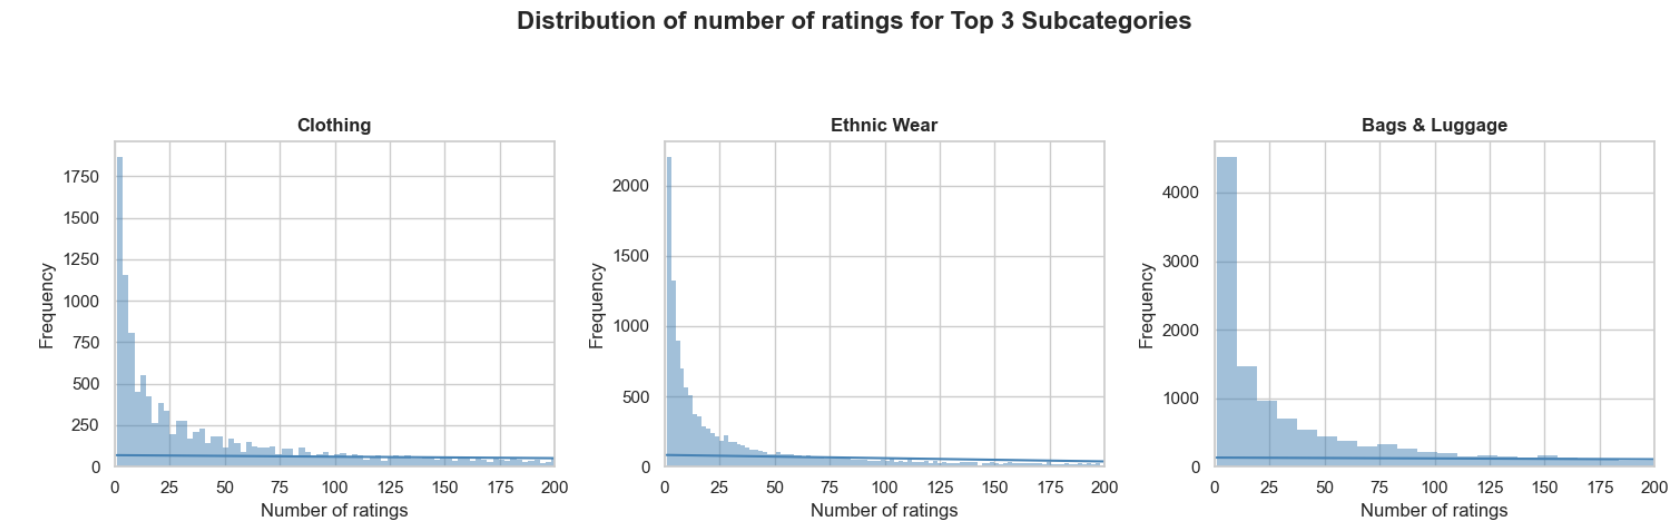 Distribution of number of ratings for Top 3 Subcategories
Clothing
Frequency
1750
1500
1250
1000
750
500
250
0
0 25 50 75 100 125 150 175 200
Number of ratings
Ethnic Wear
Frequency
2000
1500
1000
500
0
0 25 50 75 100 125 150 175 200
Number of ratings
Bags & Luggage
Frequency
4000
3000
2000
1000
0
0 25 50 75 100 125 150 175 200
Number of ratings